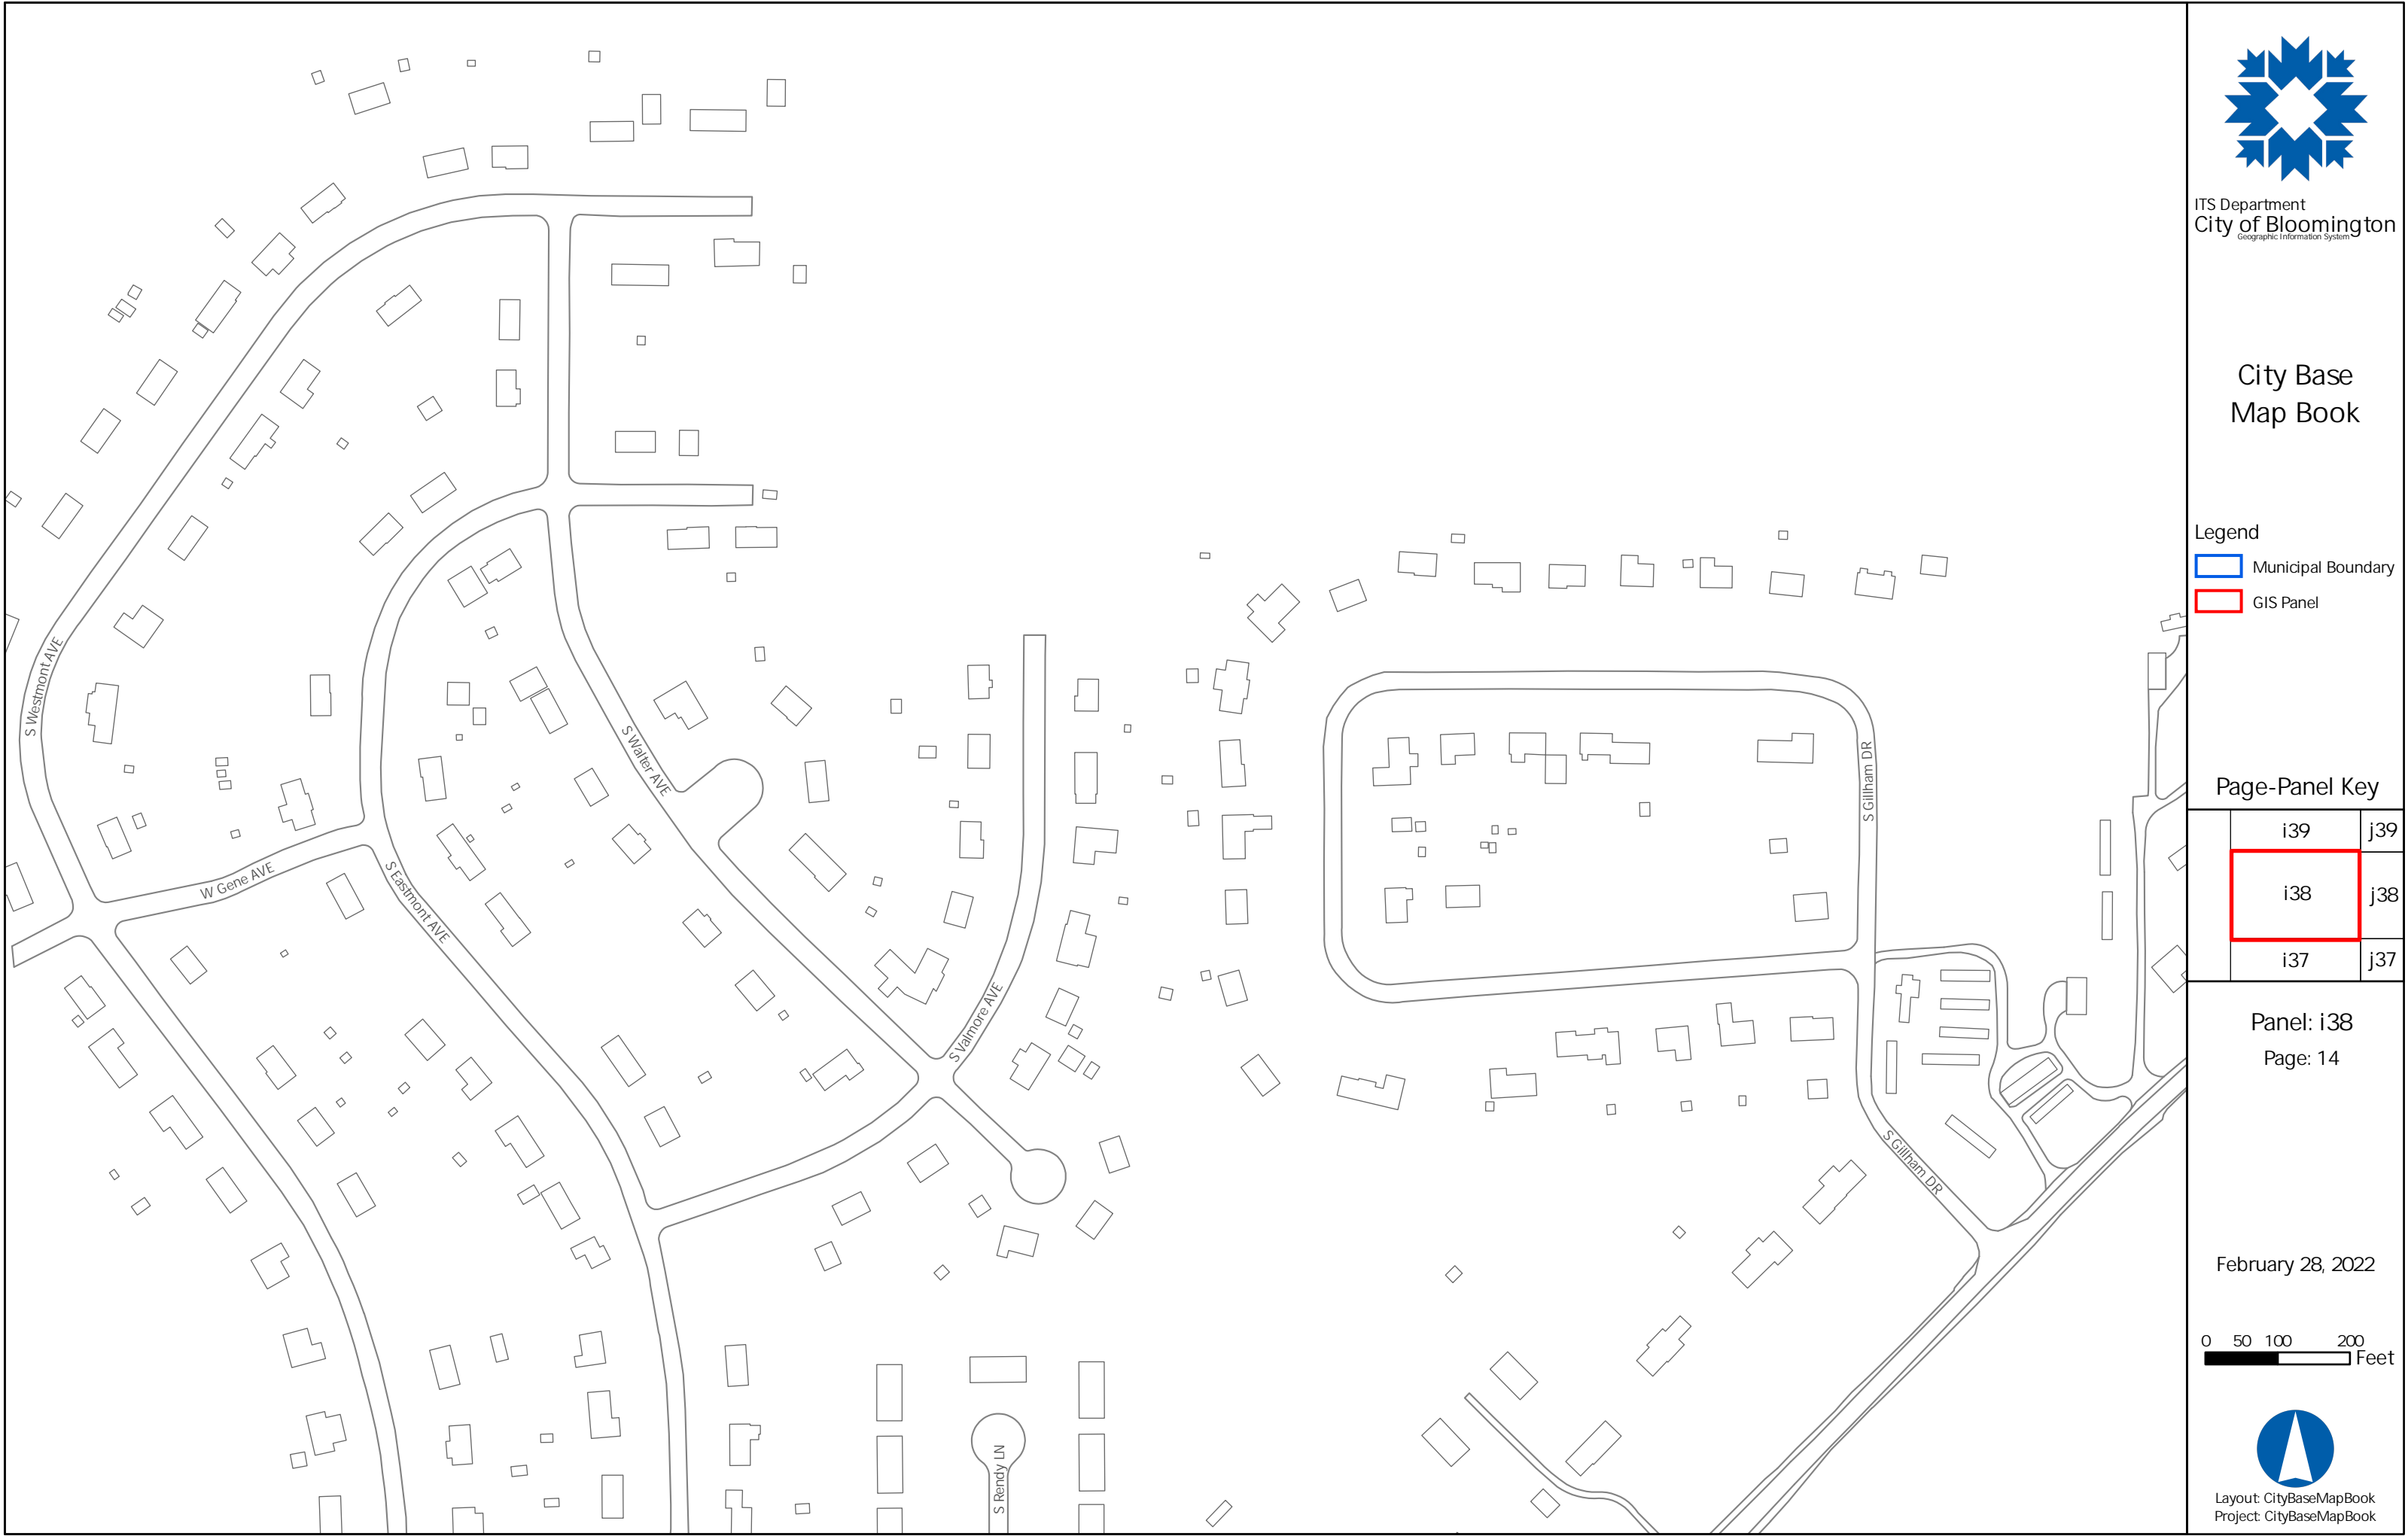 S Westmont AVE
W Gene AVE
S Eastmont AVE
S Walter AVE
S Valmore AVE
S Rendy LN
S Gillham DR
S Gillham DR
ITS Department
City of Bloomington
Geographic Information System
City Base
Map Book
Legend
Municipal Boundary
GIS Panel
Page-Panel Key
i39 j39
i38 j38
i37 j37
Panel: i38
Page: 14
February 28, 2022
0 50 100 200
Feet
Layout: CityBaseMapBook
Project: CityBaseMapBook